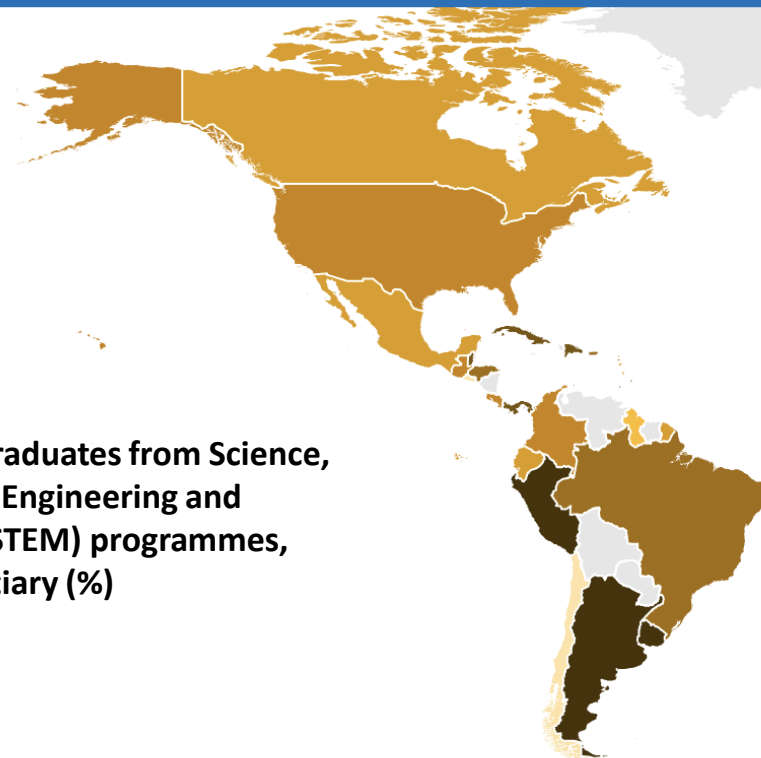 raduates from Science,
Engineering and
STEM) programmes,
tiary (%)